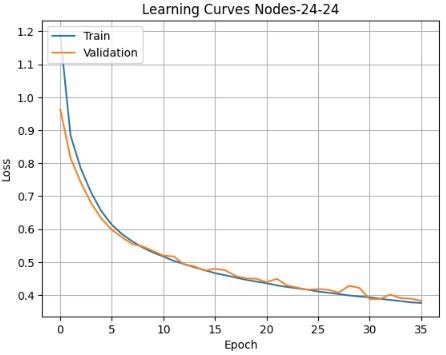 Learning Curves Nodes-24-24
Train
Validation
1.2
1.1
1.0
0.9
0.8
0.7
0.6
0.5
0.4
Loss
0 5 10 15 20 25 30 35
Epoch